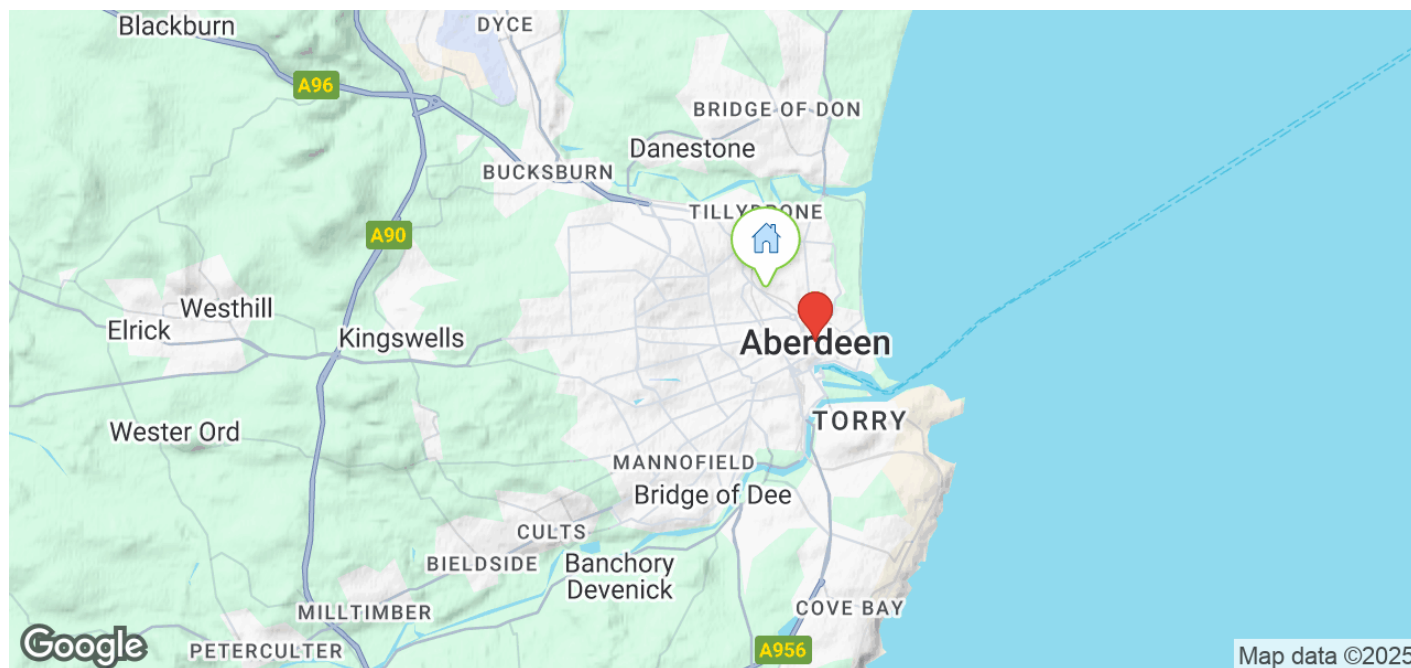 Blackburn
DYCE
A96
BRIDGE OF DON
Danestone
BUCKSBURN
TILLYDRONE
A90
Westhill
Elrick
Kingswells
Aberdeen
TORRY
Wester Ord
MANNOFIELD
Bridge of Dee
CULTS
BIELDSIDE
Banchory
Devenick
MILLTIMBER
COVE BAY
PETERCULTER
A956
Google
Map data ©2025